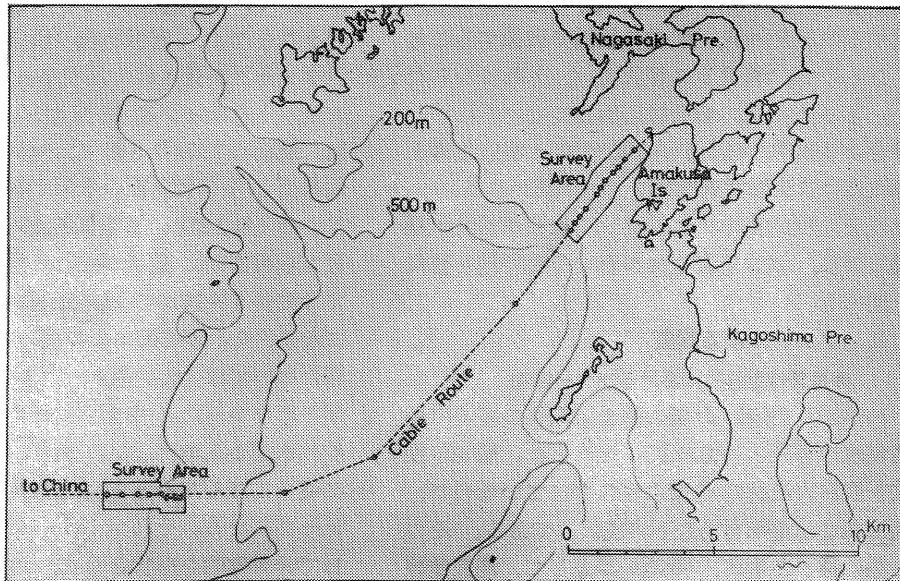 Nagasaki Pre.
200m
Survey
Area
Amakusa
Is
500 m
a
Kagoshima Pre.
Cable Route
Survey Area
to China
0 5 10 Km